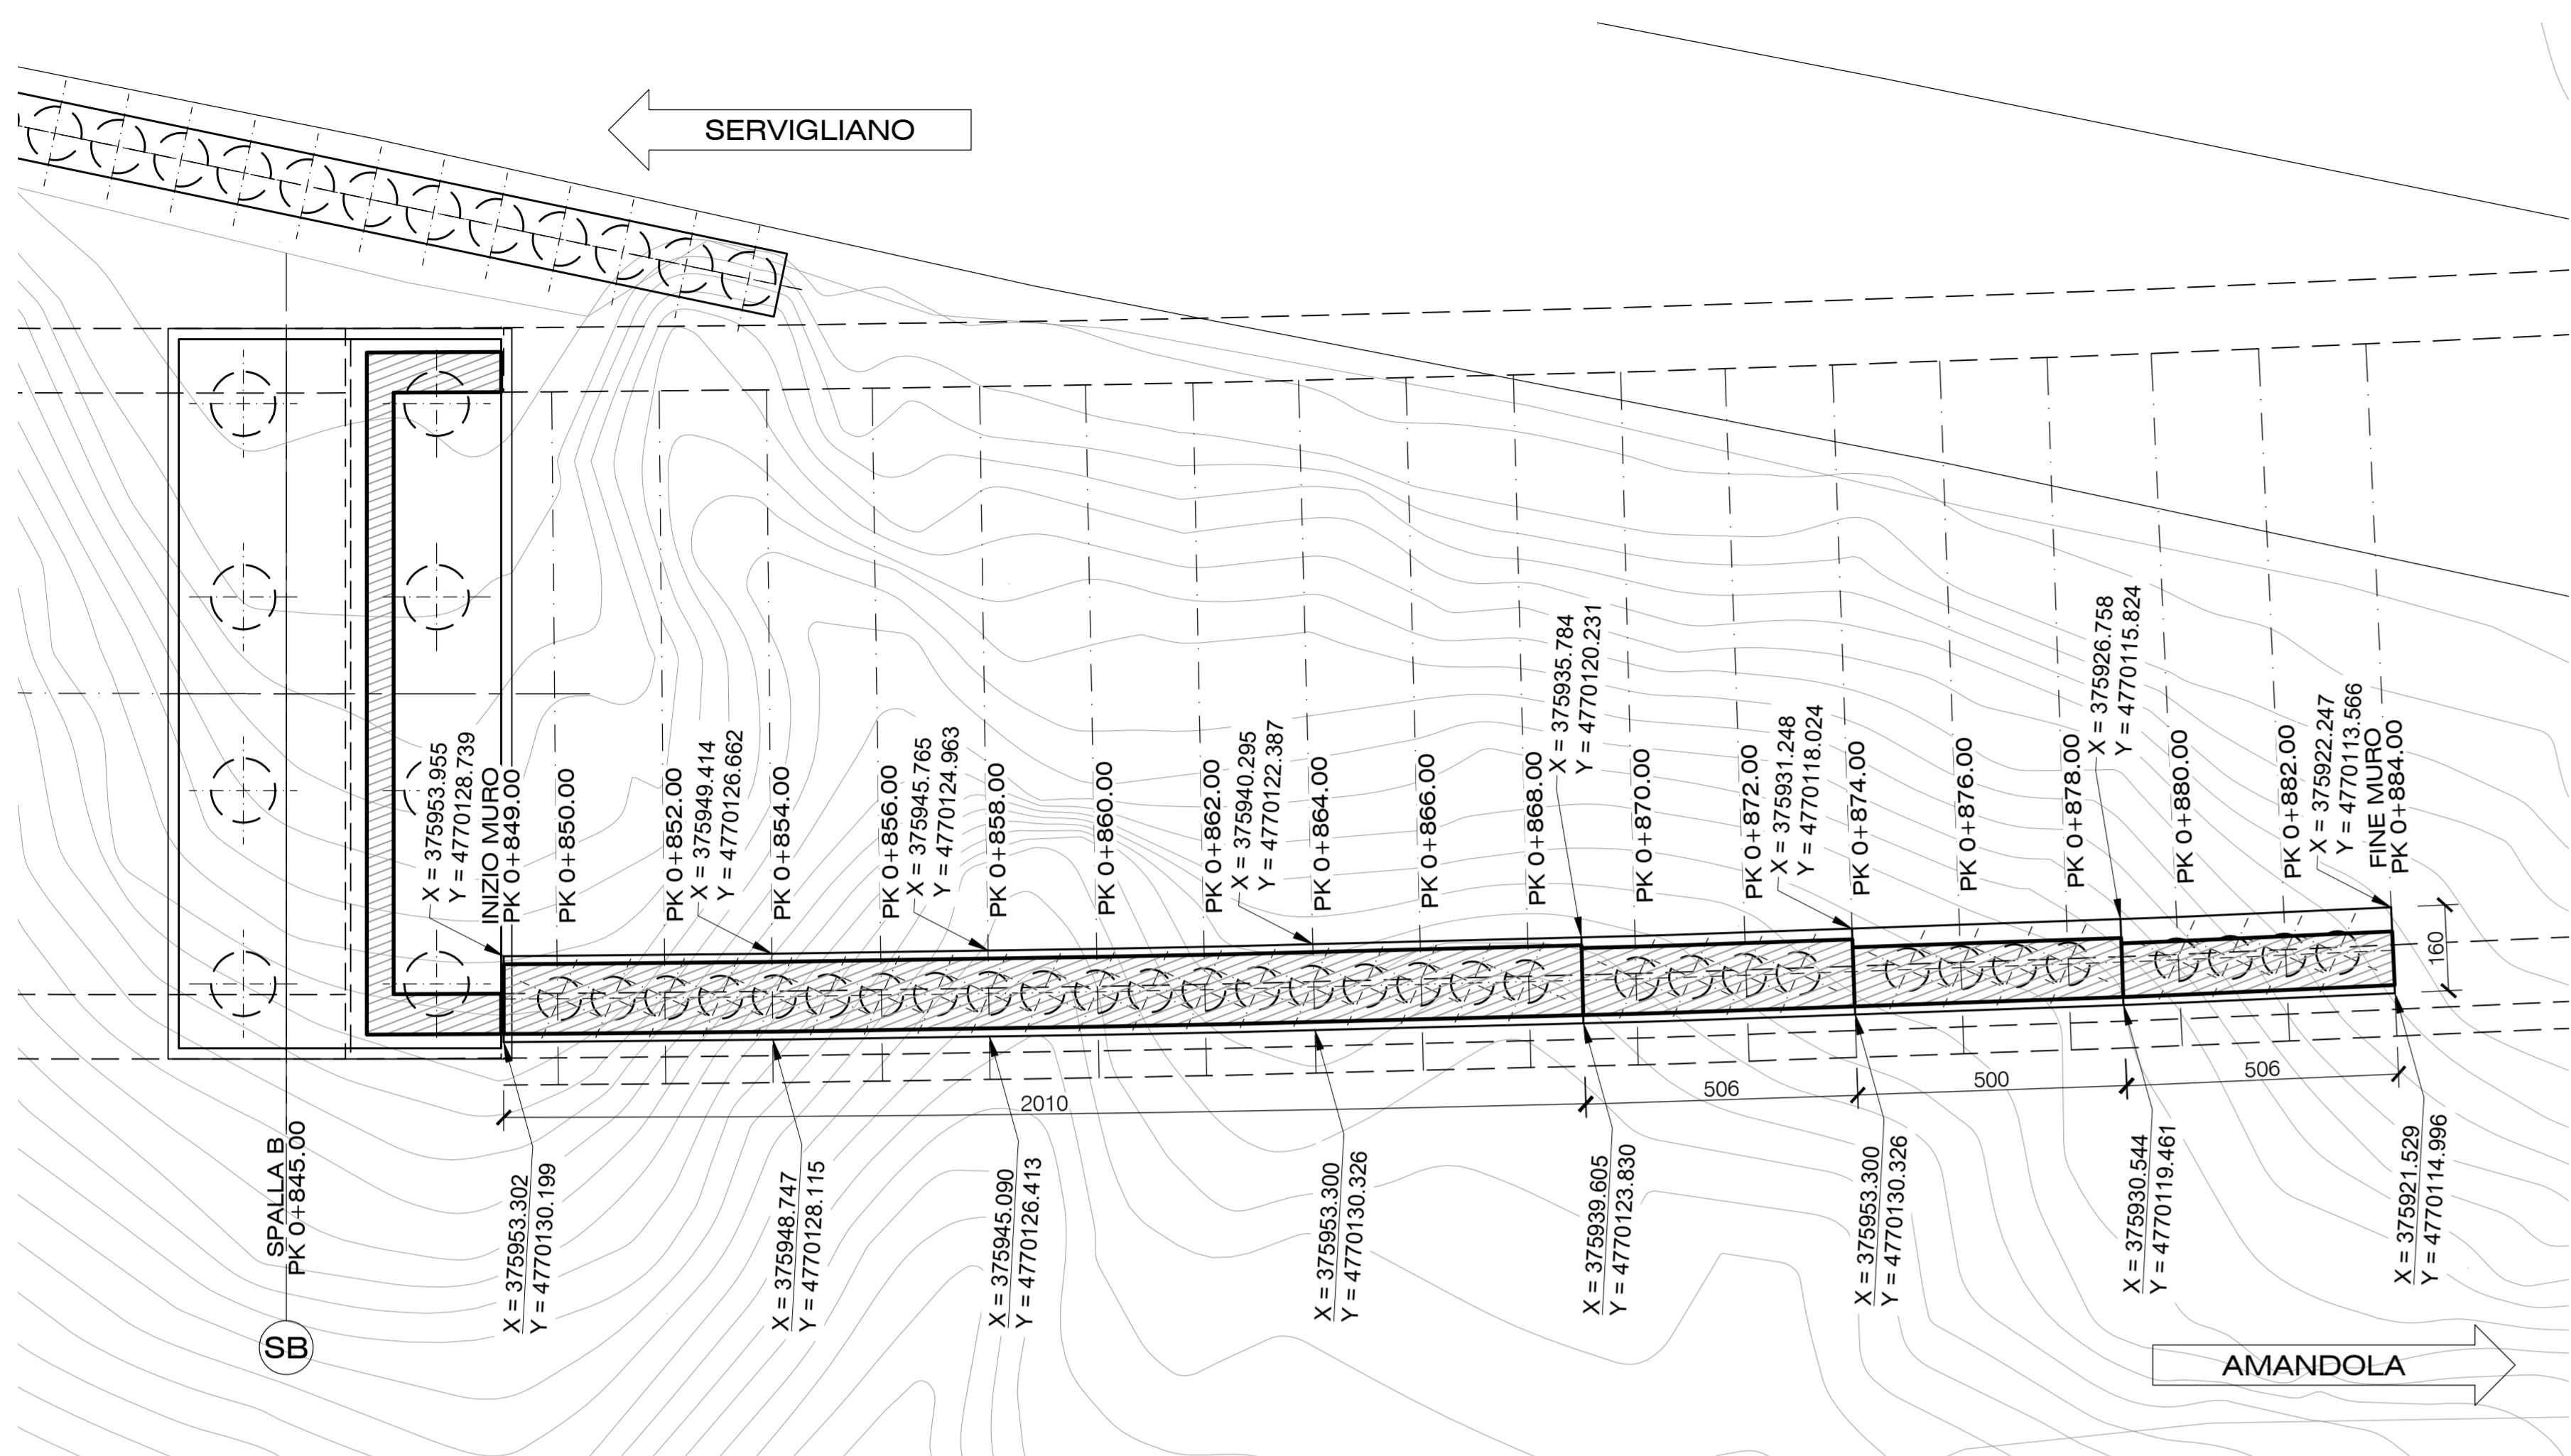 SERVIGLIANO
X = 375953.955
Y = 4770128.739
INIZIO MURO
PK 0+849.00
PK 0+850.00
PK 0+852.00
X = 375949.414
Y = 4770126.662
PK 0+854.00
PK 0+856.00
X = 375945.765
Y = 4770124.963
PK 0+858.00
PK 0+860.00
PK 0+862.00
X = 375940.295
Y = 4770122.387
PK 0+864.00
PK 0+866.00
PK 0+868.00
X = 375935.784
Y = 4770120.231
PK 0+870.00
PK 0+872.00
X = 375931.248
Y = 4770118.024
PK 0+874.00
PK 0+876.00
PK 0+878.00
X = 375926.758
Y = 4770115.824
PK 0+880.00
PK 0+882.00
X = 375922.247
Y = 4770113.566
FINE MURO
PK 0+884.00
160
2010
506
500
506
SPALLA B
PK 0+845.00
SB
X = 375953.302
Y = 4770130.199
X = 375948.747
Y = 4770128.115
X = 375945.090
Y = 4770126.413
X = 375953.300
Y = 4770130.326
X = 375939.605
Y = 4770123.830
X = 375953.300
Y = 4770130.326
X = 375930.544
Y = 4770119.461
X = 375921.529
Y = 4770114.996
AMANDOLA